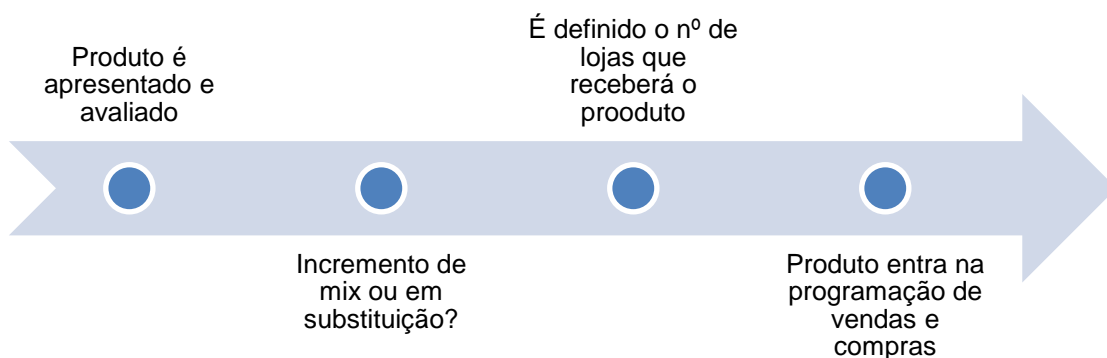 Produto é
apresentado e
avaliado
Incremento de
mix ou em
substituição?
É definido o nº de
lojas que
receberá o
prooduto
Produto entra na
programação de
vendas e
compras